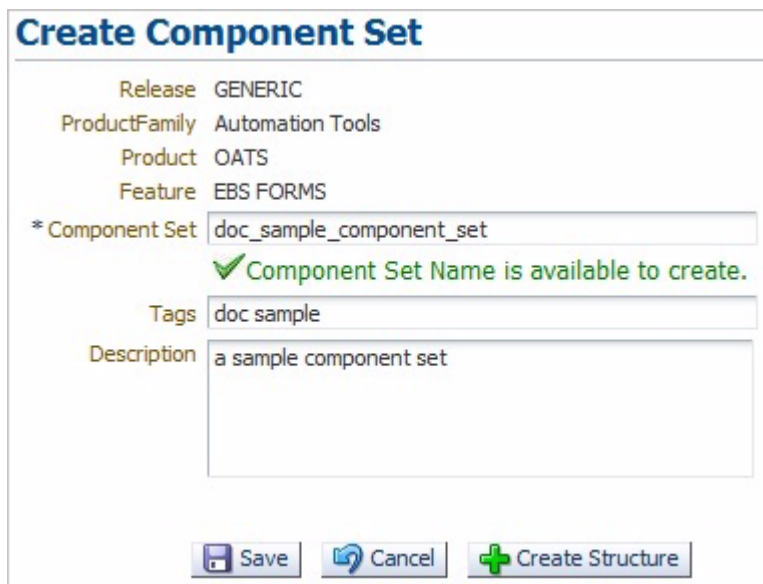 Create Component Set
Release GENERIC
ProductFamily Automation Tools
Product OATS
Feature EBS FORMS
* Component Set doc_sample_component_set
Component Set Name is available to create.
Tags doc sample
Description a sample component set
Save Cancel Create Structure